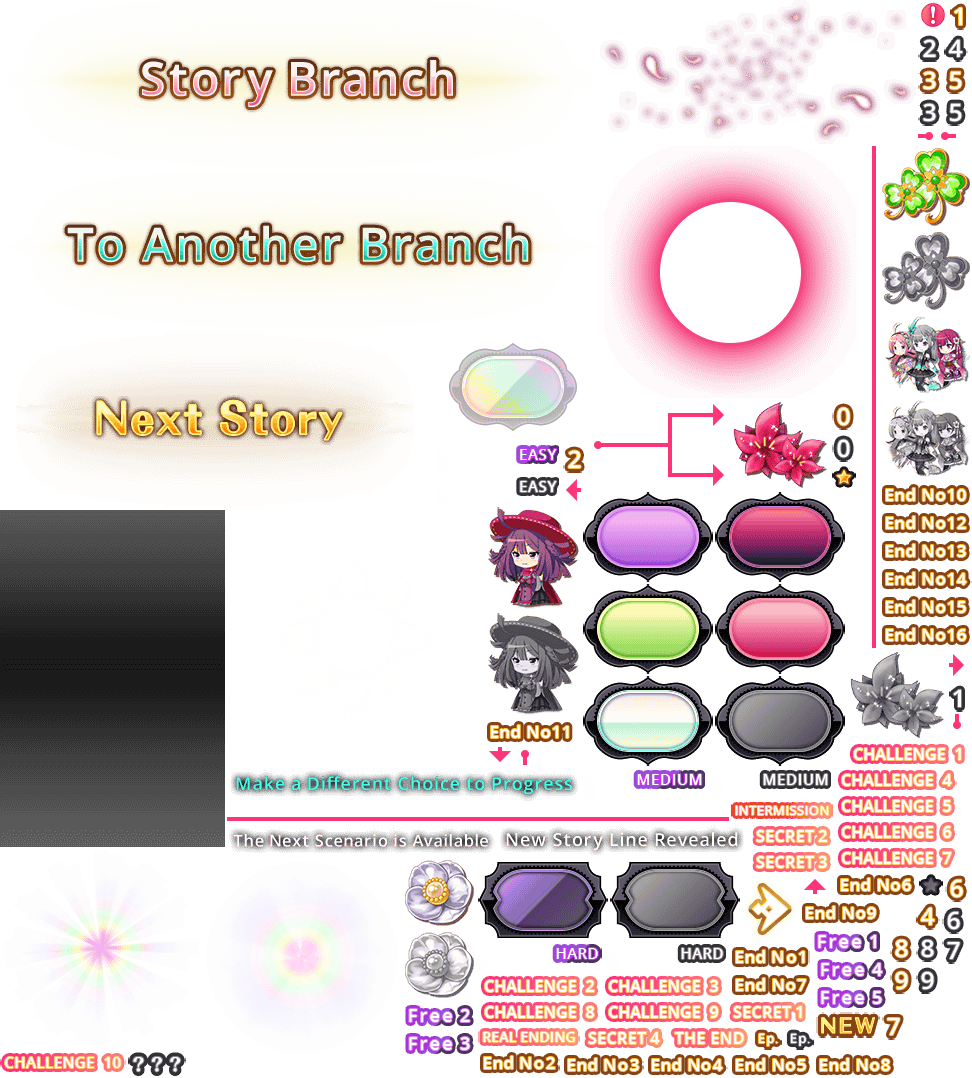 Story Branch
! 1
2 4
3 5
3 5
To Another Branch
Next Story
0
0
EASY 2
EASY
End No10
End No12
End No13
End No14
End No15
End No16
1
End No11
MEDIUM MEDIUM
Make a Different Choice to Progress
CHALLENGE 1
CHALLENGE 4
INTERMISSION CHALLENGE 5
SECRET 2 CHALLENGE 6
SECRET 3 CHALLENGE 7
The Next Scenario is Available New Story Line Revealed
End No6 6
End No9 4 6
HARD HARD End No1 Free 1 8 8 7
Free 4 9 9
CHALLENGE 2 CHALLENGE 3 End No7 Free 5
Free 2 CHALLENGE 8 CHALLENGE 9 SECRET 1 NEW 7
Free 3 REAL ENDING SECRET 4 THE END Ep. Ep.
CHALLENGE 10 ??? End No2 End No3 End No4 End No5 End No8